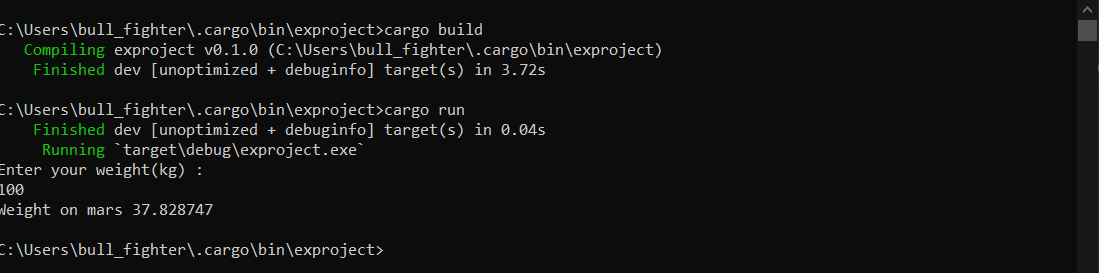 C:\Users\bull_fighter\.cargo\bin\exproject>cargo build
   Compiling exproject v0.1.0 (C:\Users\bull_fighter\.cargo\bin\exproject)
    Finished dev [unoptimized + debuginfo] target(s) in 3.72s
C:\Users\bull_fighter\.cargo\bin\exproject>cargo run
    Finished dev [unoptimized + debuginfo] target(s) in 0.04s
     Running `target\debug\exproject.exe`
Enter your weight(kg) :
100
Weight on mars 37.828747
C:\Users\bull_fighter\.cargo\bin\exproject>